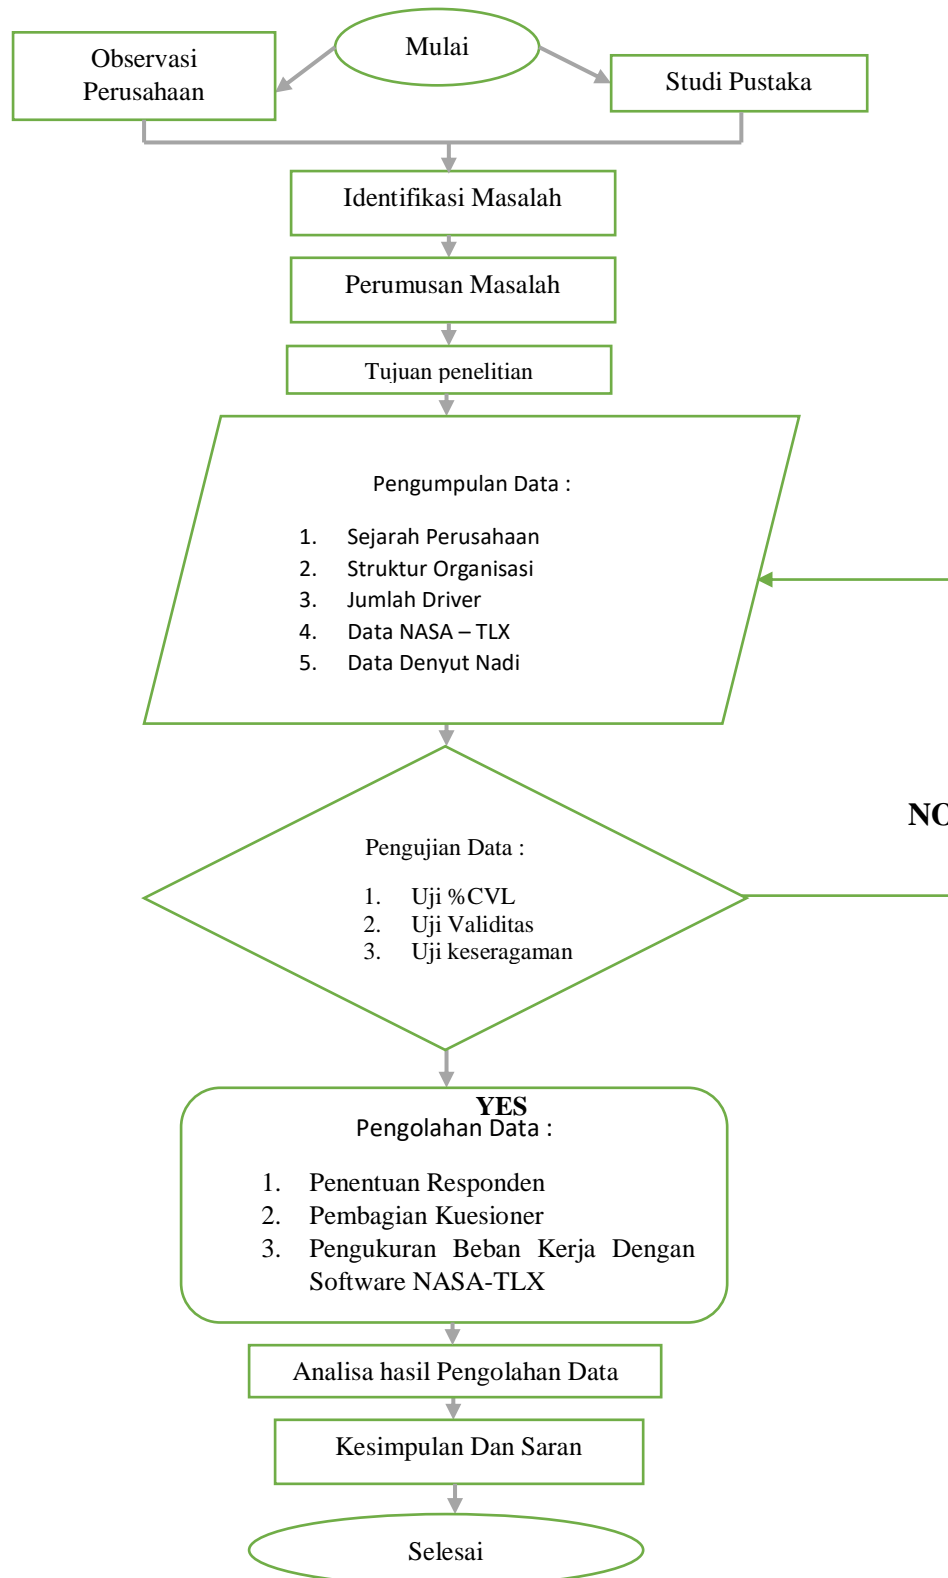 Mulai
Observasi
Perusahaan
Studi Pustaka
Identifikasi Masalah
Perumusan Masalah
Tujuan penelitian
Pengumpulan Data :
1. Sejarah Perusahaan
2. Struktur Organisasi
3. Jumlah Driver
4. Data NASA – TLX
5. Data Denyut Nadi
NO
Pengujian Data :
1. Uji %CVL
2. Uji Validitas
3. Uji keseragaman
YES
Pengolahan Data :
1. Penentuan Responden
2. Pembagian Kuesioner
3. Pengukuran Beban Kerja Dengan
Software NASA-TLX
Analisa hasil Pengolahan Data
Kesimpulan Dan Saran
Selesai